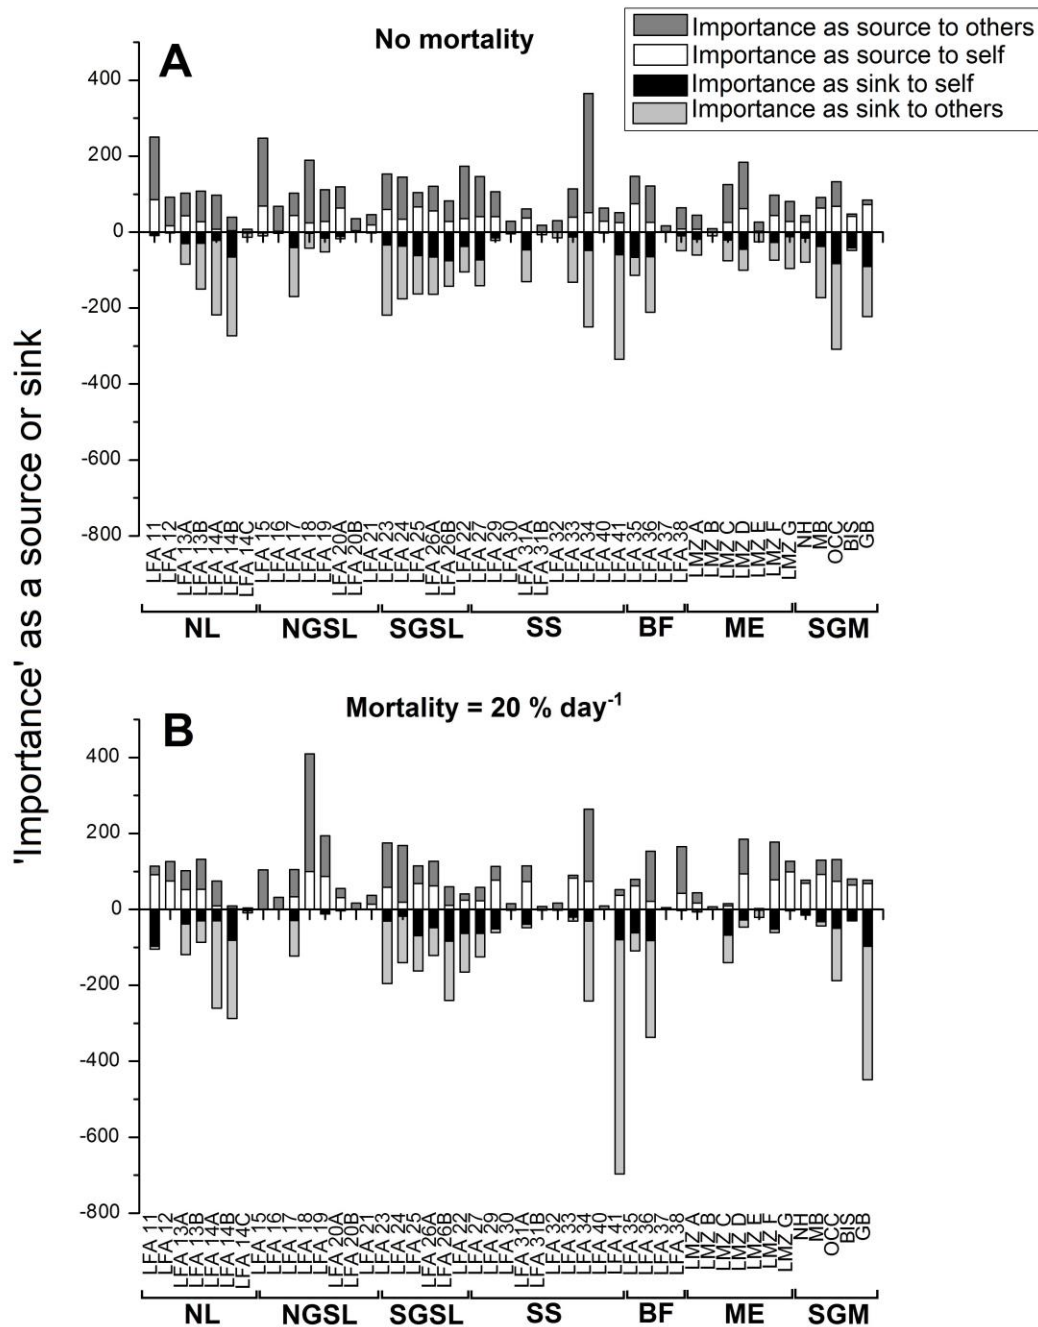 Importance as source to others
Importance as source to self
Importance as sink to self
Importance as sink to others
A
No mortality
'Importance' as a source or sink
400
200
0
-200
-400
-600
-800
LFA 11
LFA 12
LFA 13A
LFA 13B
LFA 14A
LFA 14B
LFA 14C
LFA 15
LFA 16
LFA 17
LFA 18
LFA 19
LFA 20A
LFA 20B
LFA 21
LFA 23
LFA 24
LFA 25
LFA 26A
LFA 26B
LFA 22
LFA 27
LFA 29
LFA 30
LFA 31A
LFA 31B
LFA 32
LFA 33
LFA 34
LFA 40
LFA 41
LFA 35
LFA 36
LFA 37
LFA 38
LMZ A
LMZ B
LMZ C
LMZ D
LMZ E
LMZ F
LMZ G
NH
MB
OCC
BIS
GB
NL
NGSL
SGSL
SS
BF
ME
SGM
B
Mortality = 20 % day-1
400
200
0
-200
-400
-600
-800
LFA 11
LFA 12
LFA 13A
LFA 13B
LFA 14A
LFA 14B
LFA 14C
LFA 15
LFA 16
LFA 17
LFA 18
LFA 19
LFA 20A
LFA 20B
LFA 21
LFA 23
LFA 24
LFA 25
LFA 26A
LFA 26B
LFA 22
LFA 27
LFA 29
LFA 30
LFA 31A
LFA 31B
LFA 32
LFA 33
LFA 34
LFA 40
LFA 41
LFA 35
LFA 36
LFA 37
LFA 38
LMZ A
LMZ B
LMZ C
LMZ D
LMZ E
LMZ F
LMZ G
NH
MB
OCC
BIS
GB
NL
NGSL
SGSL
SS
BF
ME
SGM